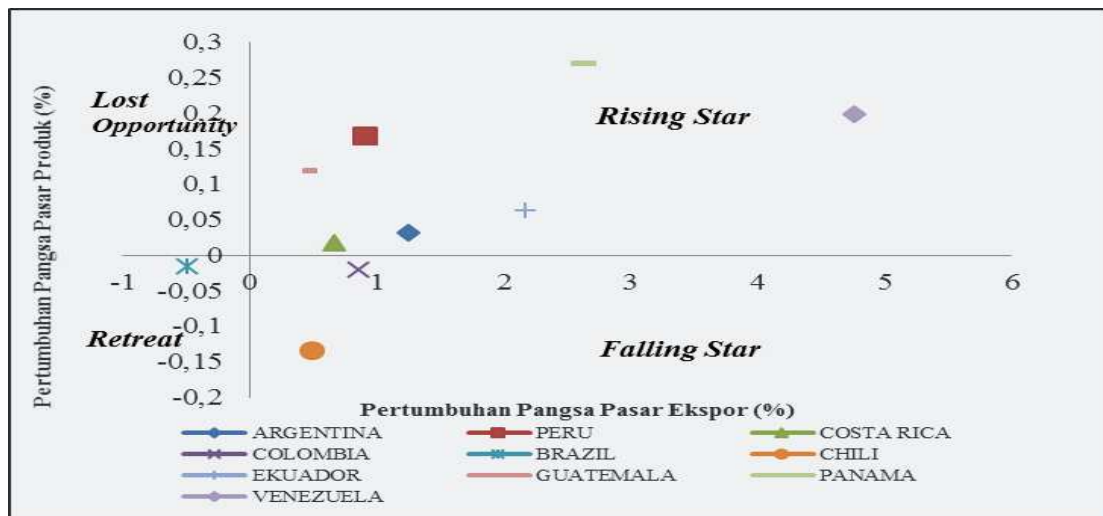 Pertumbuhan Pangsa Pasar Produk (%)
0,3
0,25
0,2
0,15
0,1
0,05
0
-0,05
-0,1
-0,15
-0,2
Lost
Opportunity
Rising Star
-1 0 1 2 3 4 5 6
Retreat
Falling Star
Pertumbuhan Pangsa Pasar Ekspor (%)
ARGENTINA PERU COSTA RICA
COLOMBIA BRAZIL CHILI
EKUADOR GUATEMALA PANAMA
VENEZUELA